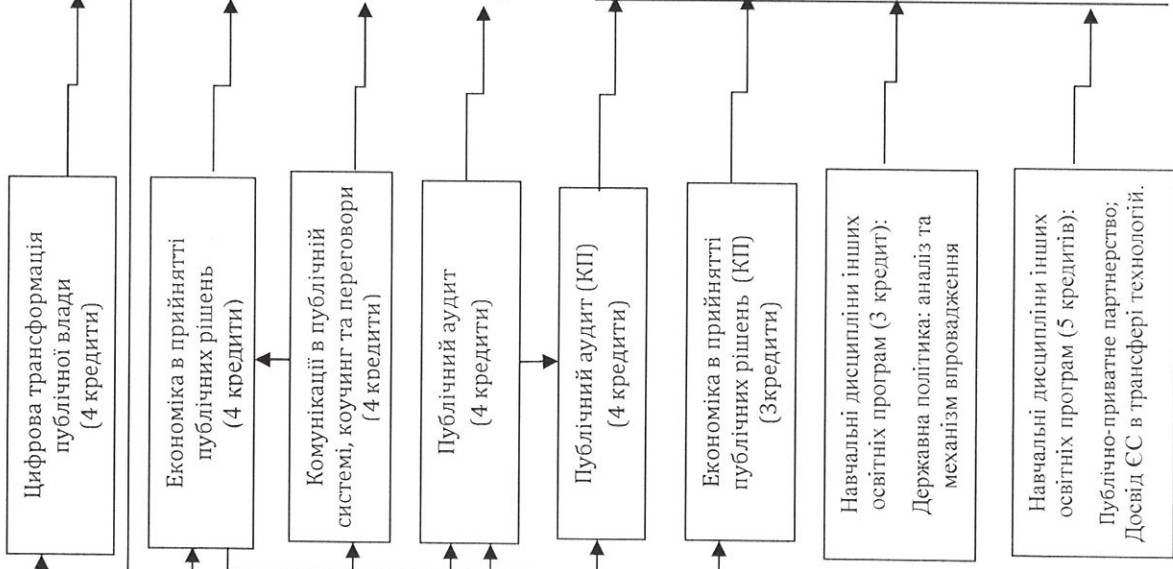 Цифрова трансформація
публічної влади
(4 кредити)
Економіка в прийнятті
публічних рішень
(4 кредити)
Комунікації в публічній
системі, коучинг та переговори
(4 кредити)
Публічний аудит
(4 кредити)
Публічний аудит (КП)
(4 кредити)
Економіка в прийнятті
публічних рішень (КП)
(3кредити)
Навчальні дисципліни інших
освітніх програм (3 кредит):
Державна політика: аналіз та
механізм впровадження
Навчальні дисципліни інших
освітніх програм (5 кредитів):
Публічно-приватне партнерство;
Досвід ЄС в трансфері технологій.